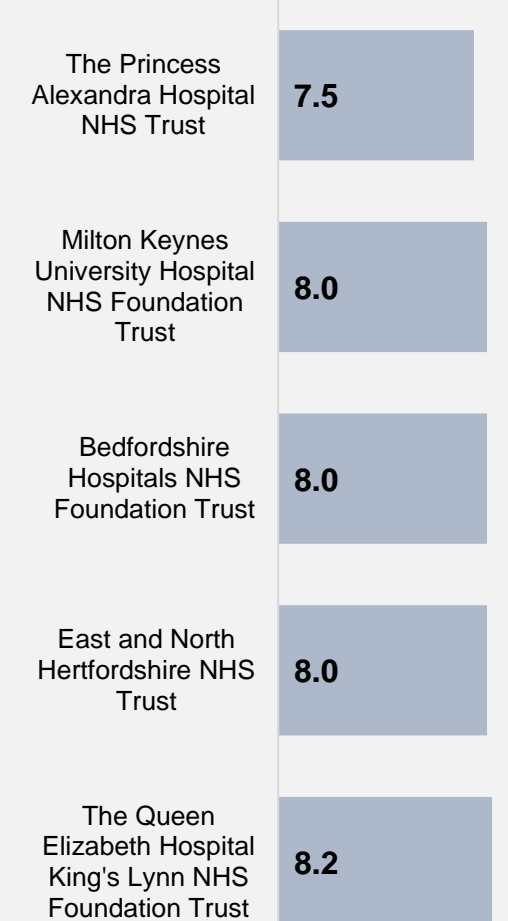 The Princess
Alexandra Hospital
NHS Trust
7.5
Milton Keynes
University Hospital
NHS Foundation
Trust
8.0
Bedfordshire
Hospitals NHS
Foundation Trust
8.0
East and North
Hertfordshire NHS
Trust
8.0
The Queen
Elizabeth Hospital
King's Lynn NHS
Foundation Trust
8.2